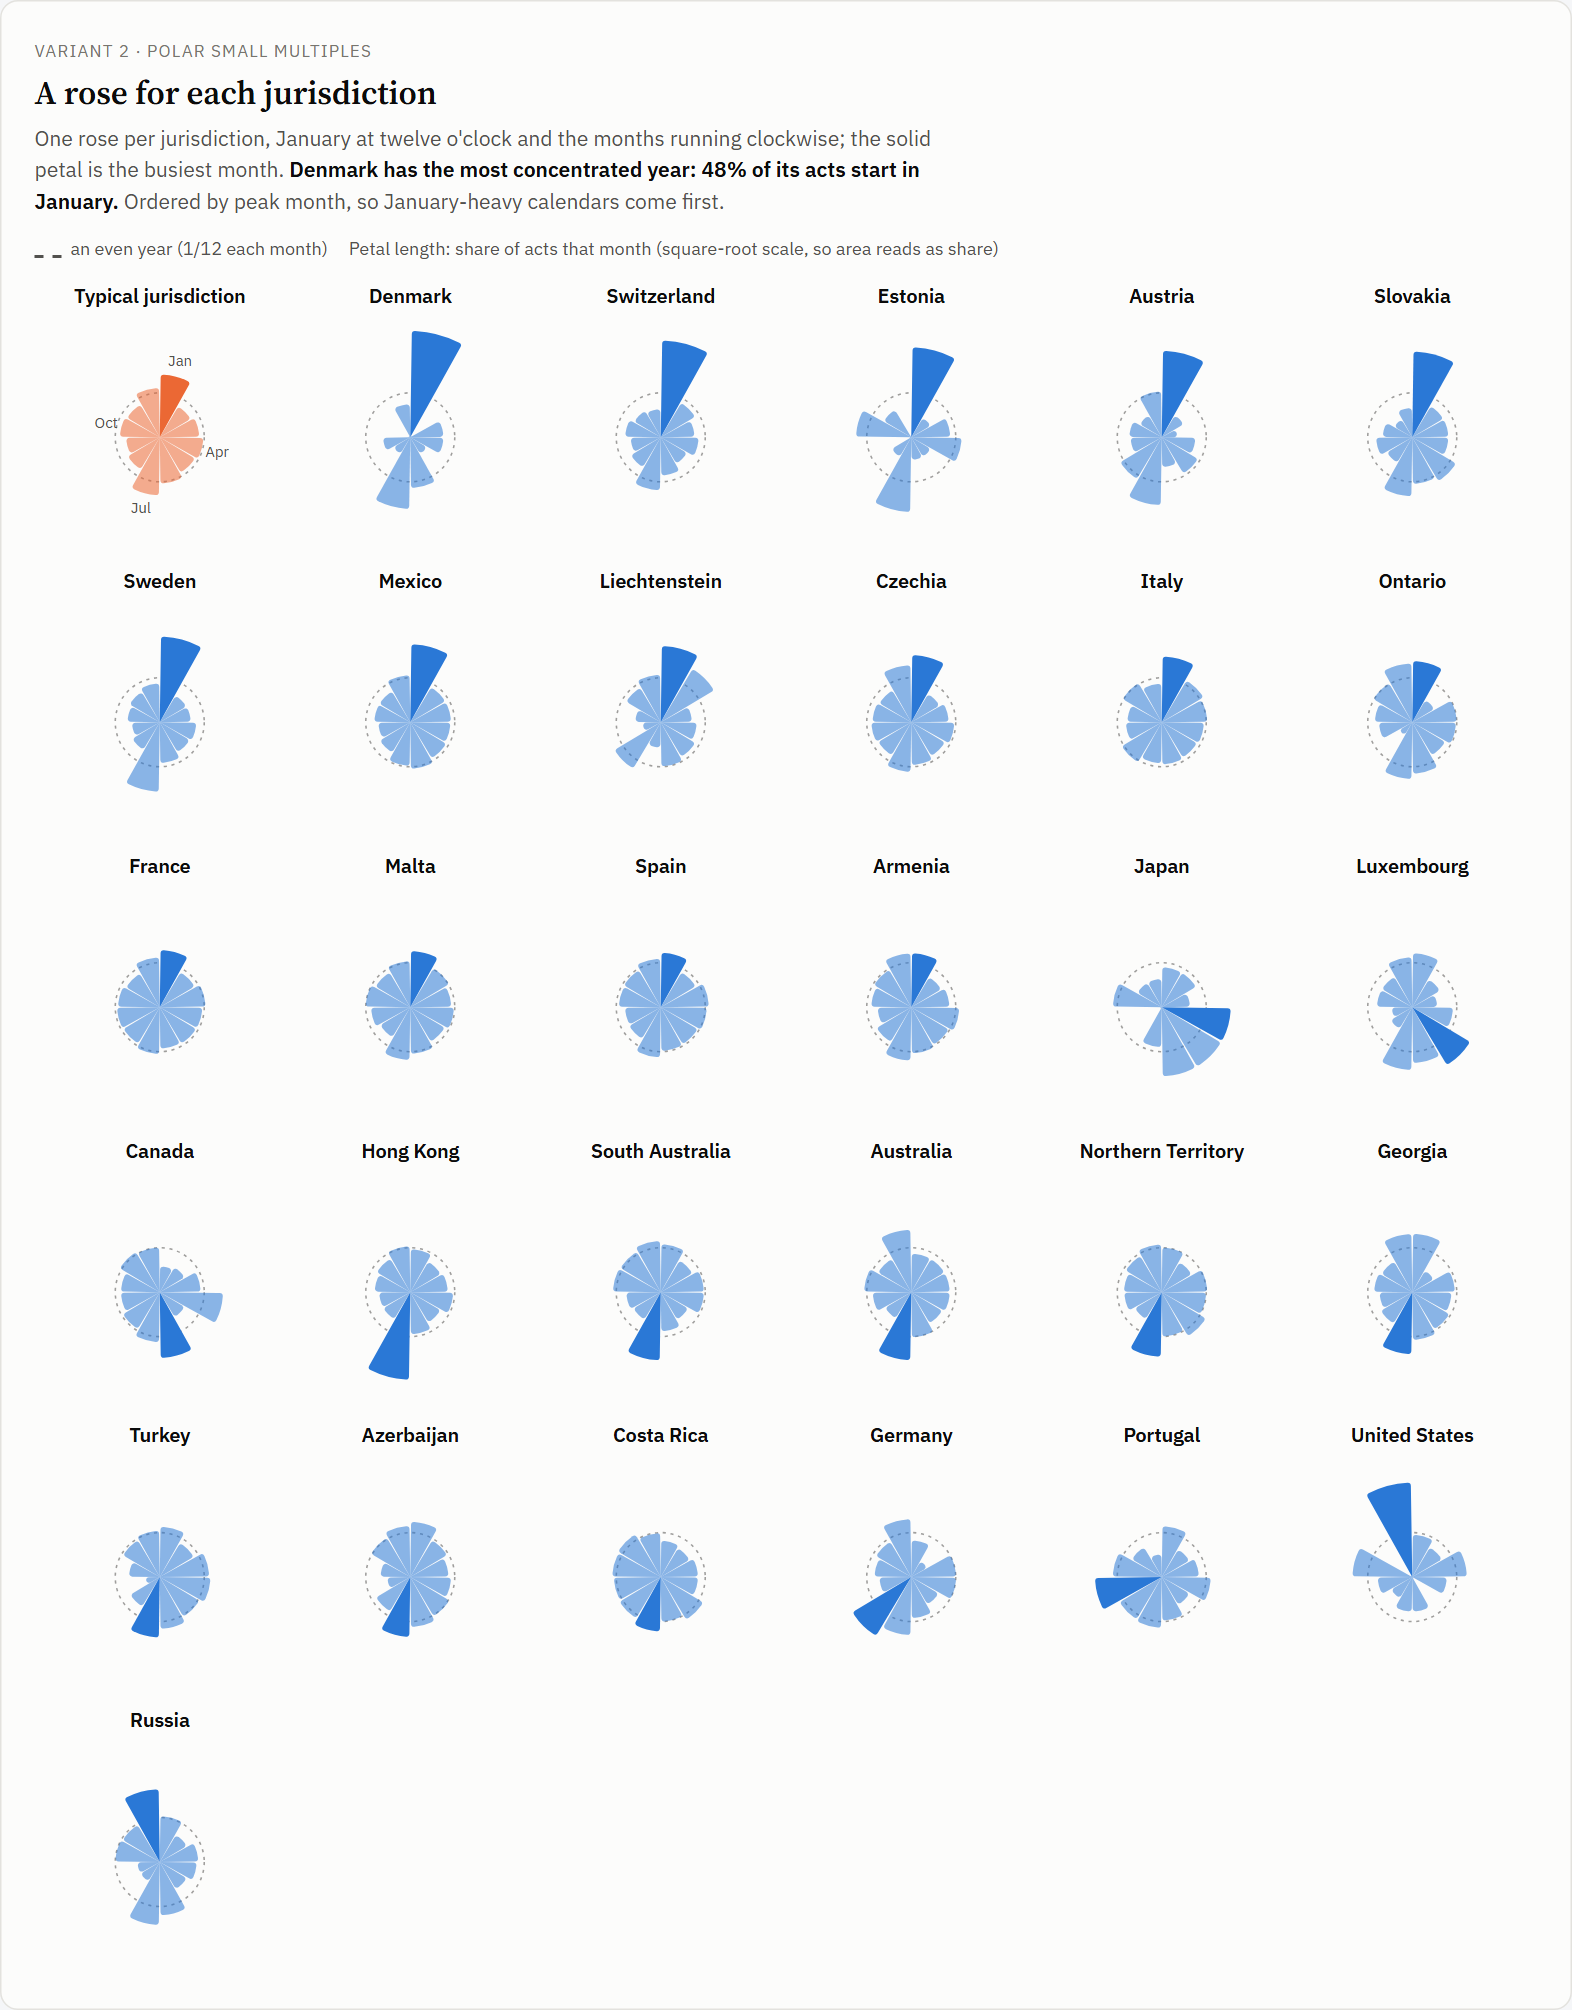 VARIANT 2 · POLAR SMALL MULTIPLES
A rose for each jurisdiction
One rose per jurisdiction, January at twelve o'clock and the months running clockwise; the solid
petal is the busiest month. Denmark has the most concentrated year: 48% of its acts start in
January. Ordered by peak month, so January-heavy calendars come first.
an even year (1/12 each month) Petal length: share of acts that month (square-root scale, so area reads as share)
Typical jurisdiction Denmark Switzerland Estonia Austria Slovakia
Jan
Oct
Apr
Jul
Sweden Mexico Liechtenstein Czechia Italy Ontario
France Malta Spain Armenia Japan Luxembourg
Canada Hong Kong South Australia Australia Northern Territory Georgia
Turkey Azerbaijan Costa Rica Germany Portugal United States
Russia